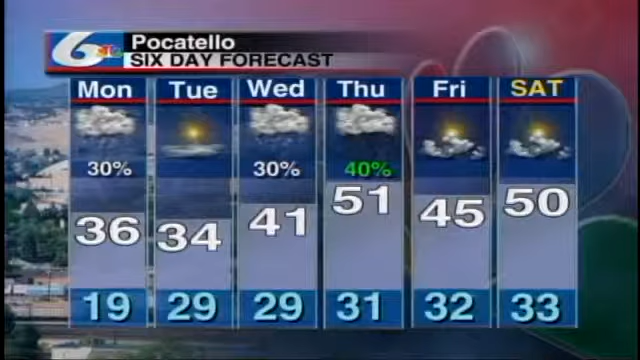 6
Pocatello
SIX DAY FORECAST
Mon Tue Wed Thu Fri SAT
30% 30% 40%
36 34 41 51 45 50
19 29 29 31 32 33